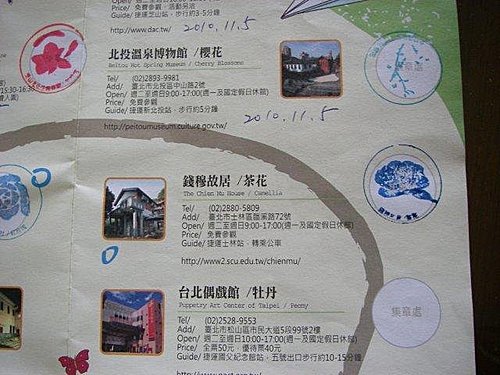 Price/ 免費參觀 / 活動另洽
Guide/ 捷運芝山站．步行約3-5分鐘
http://www.dac.tw/
2010.11.5
北投溫泉博物館 / 櫻花
Beitou Hot Spring Museum / Cherry Blossoms
Tel/ (02)2893-9981
Add/ 臺北市北投區中山路2號
Open/ 週二至週日9:00-17:00(週一及國定假日休館)
Price/ 免費參觀
Guide/ 捷運新北投站．步行約5分鐘
2010.11.5
http://peitoumuseum.culture.gov.tw/
錢穆故居 / 茶花
The Chien Mu House / Camellia
Tel/ (02)2880-5809
Add/ 臺北市士林區臨溪路72號
Open/ 週二至週日9:00-17:00(週一及國定假日休館)
Price/ 免費參觀
Guide/ 捷運士林站．轉乘公車
http://www2.scu.edu.tw/chienmu/
台北偶戲館 / 牡丹
Puppetry Art Center of Taipei / Peony
集章處
Tel/ (02)2528-9553
Add/ 臺北市松山區市民大道5段99號2樓
Open/ 週二至週日10:00-17:00(週一及國定假日休館)
Price/ 全票50元．優待票40元
Guide/ 捷運國父紀念館站．五號出口步行約10-15分鐘